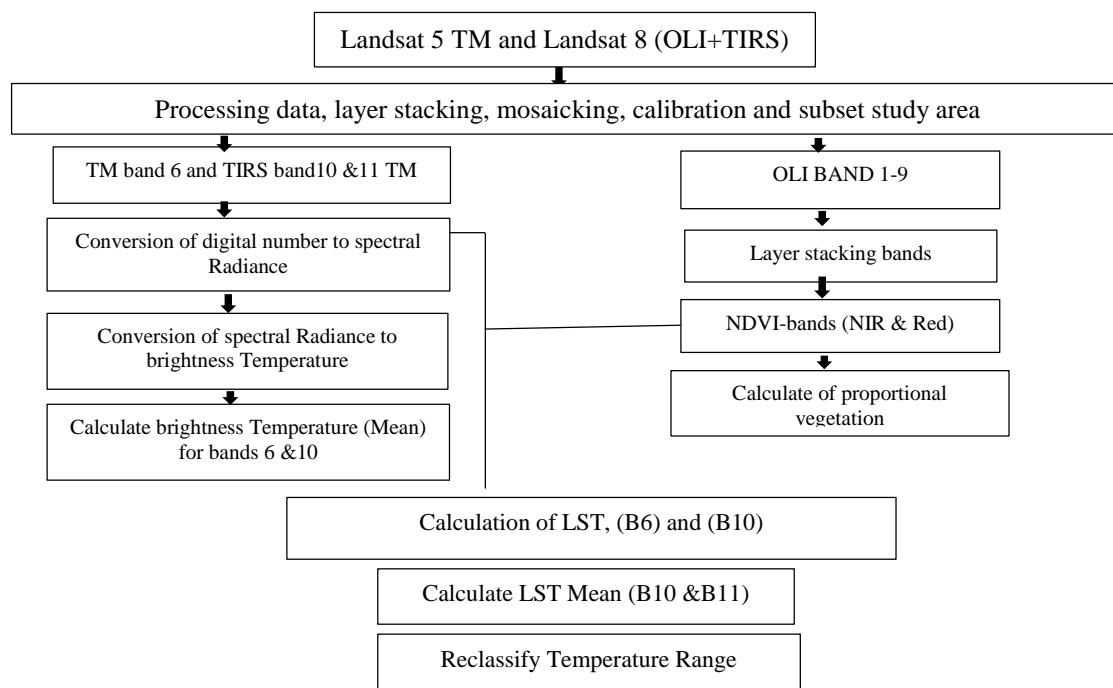 Landsat 5 TM and Landsat 8 (OLI+TIRS)
Processing data, layer stacking, mosaicking, calibration and subset study area
TM band 6 and TIRS band10 &11 TM
Conversion of digital number to spectral
Radiance
Conversion of spectral Radiance to
brightness Temperature
Calculate brightness Temperature (Mean)
for bands 6 &10
OLI BAND 1-9
Layer stacking bands
NDVI-bands (NIR & Red)
Calculate of proportional
vegetation
Calculation of LST, (B6) and (B10)
Calculate LST Mean (B10 &B11)
Reclassify Temperature Range